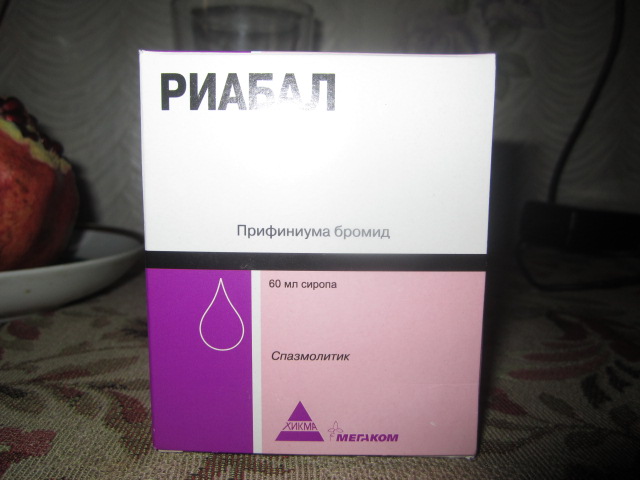 РИАБАЛ
Прифиниума бромид
60 мл сиропа
Спазмолитик
ХИКМА
МЕГАКОМ